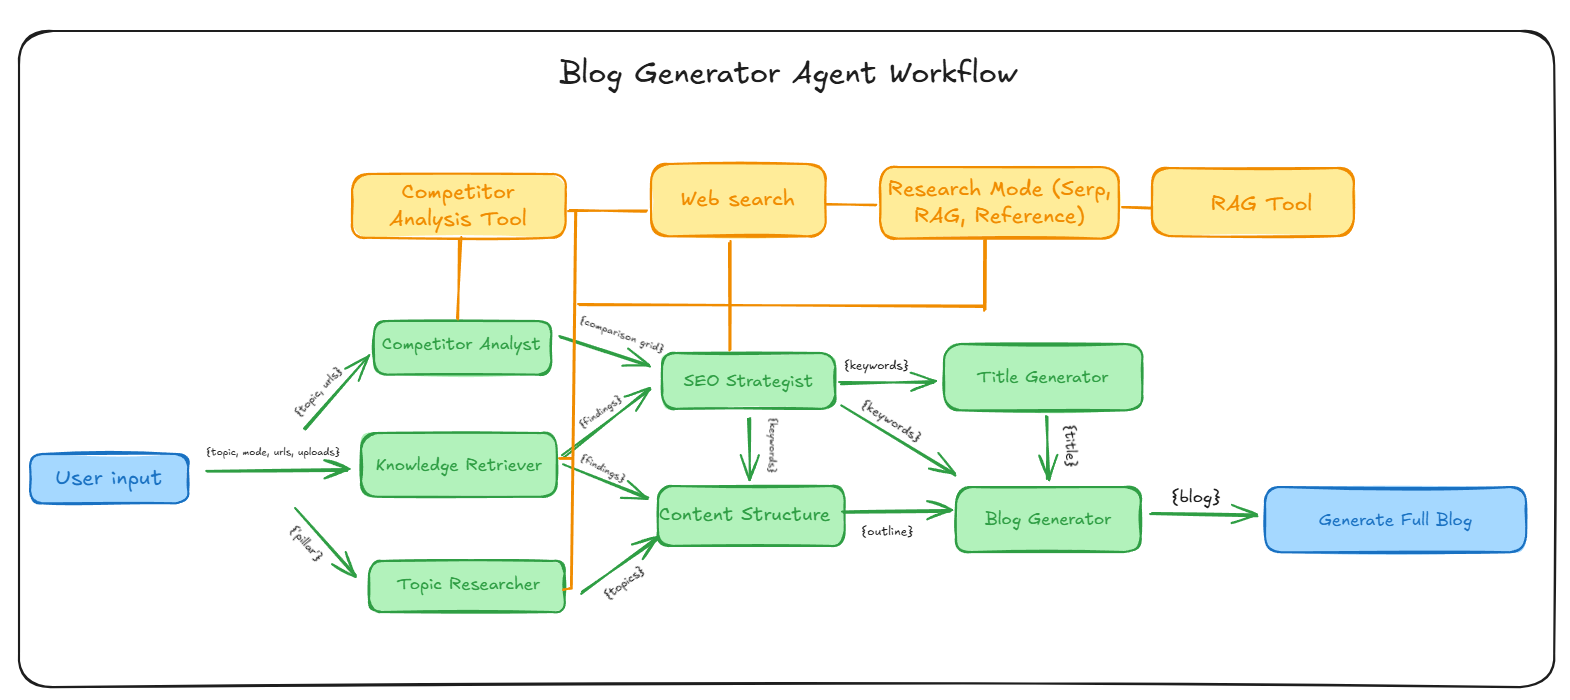 Blog Generator Agent Workflow
Competitor
Analysis Tool
Web search
Research Mode (Serp,
RAG, Reference)
RAG Tool
{comparison grid}
Competitor Analyst
{topic, urls}
SEO Strategist
{keywords}
Title Generator
{findings}
{keywords}
{keywords}
{title}
{topic, mode, urls, uploads}
Knowledge Retriever
{findings}
User input
Content Structure
{outline}
Blog Generator
{blog}
Generate Full Blog
{'pillar'}
Topic Researcher
{topics}